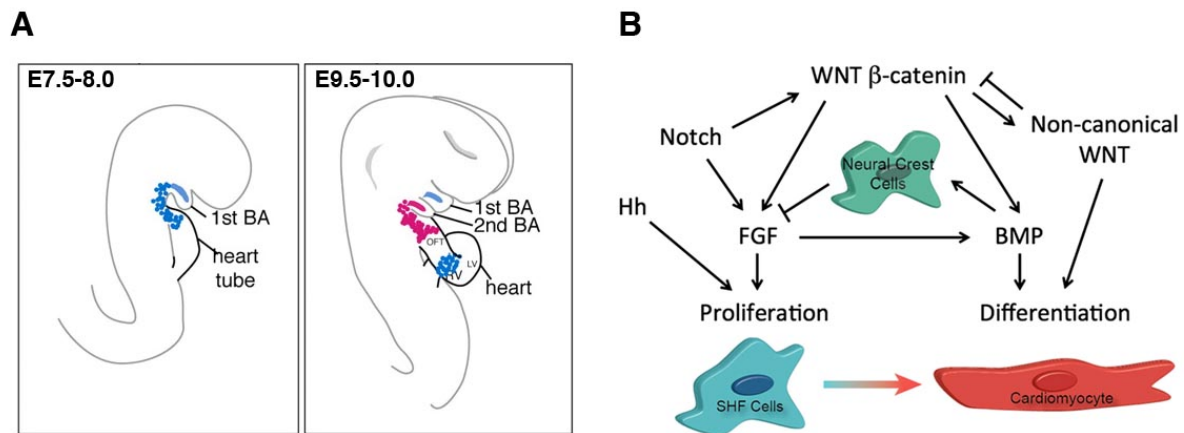 A
E7.5-8.0
1st BA
heart
tube
E9.5-10.0
1st BA
2nd BA
OFT
LV
RV
heart
B
WNT β-catenin
Non-canonical
WNT
Notch
Neural Crest
Cells
Hh
FGF
BMP
Proliferation
Differentiation
SHF Cells
Cardiomyocyte